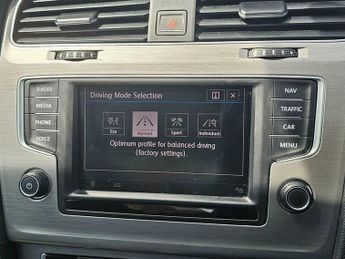 RADIO
MEDIA
PHONE
VOICE
Driving Mode Selection
Eco
Normal
Sport
Individual
Optimum profile for balanced driving
(factory settings).
NAV
TRAFFIC
CAR
MENU